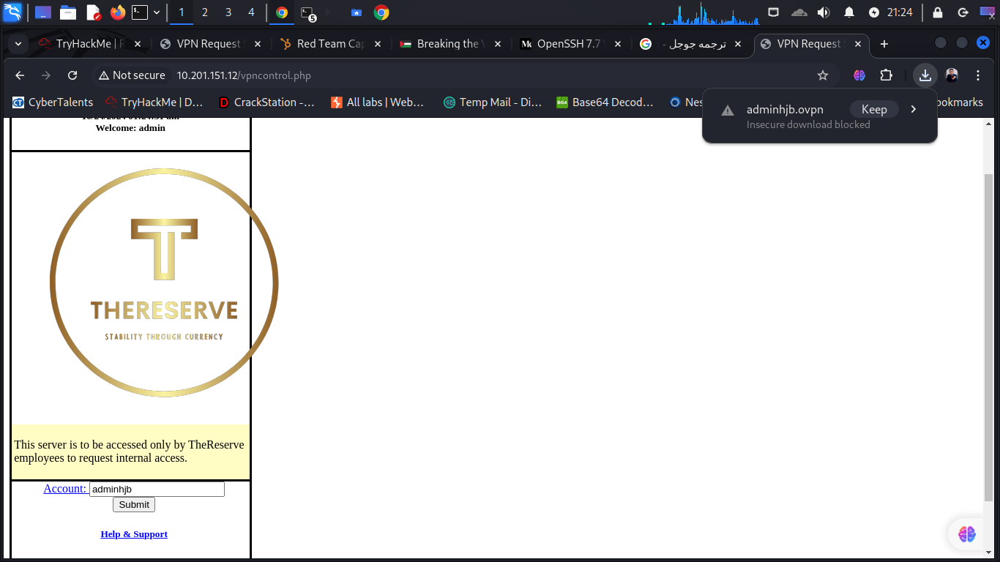 1 2 3 4 5 21:24
TryHackMe | R VPN Request S Red Team Cap Breaking the V OpenSSH 7.7 ترجمه جوجل - VPN Request S
Not secure 10.201.151.12/vpncontrol.php
CyberTalents TryHackMe | D… CrackStation -… All labs | Web… Temp Mail - Di… B64 Base64 Decod… Nes ookmarks
adminhjb.ovpn Keep
Insecure download blocked
Welcome: admin
T
THERESERVE
STABILITY THROUGH CURRENCY
This server is to be accessed only by TheReserve
employees to request internal access.
Account: adminhjb
Submit
Help & Support